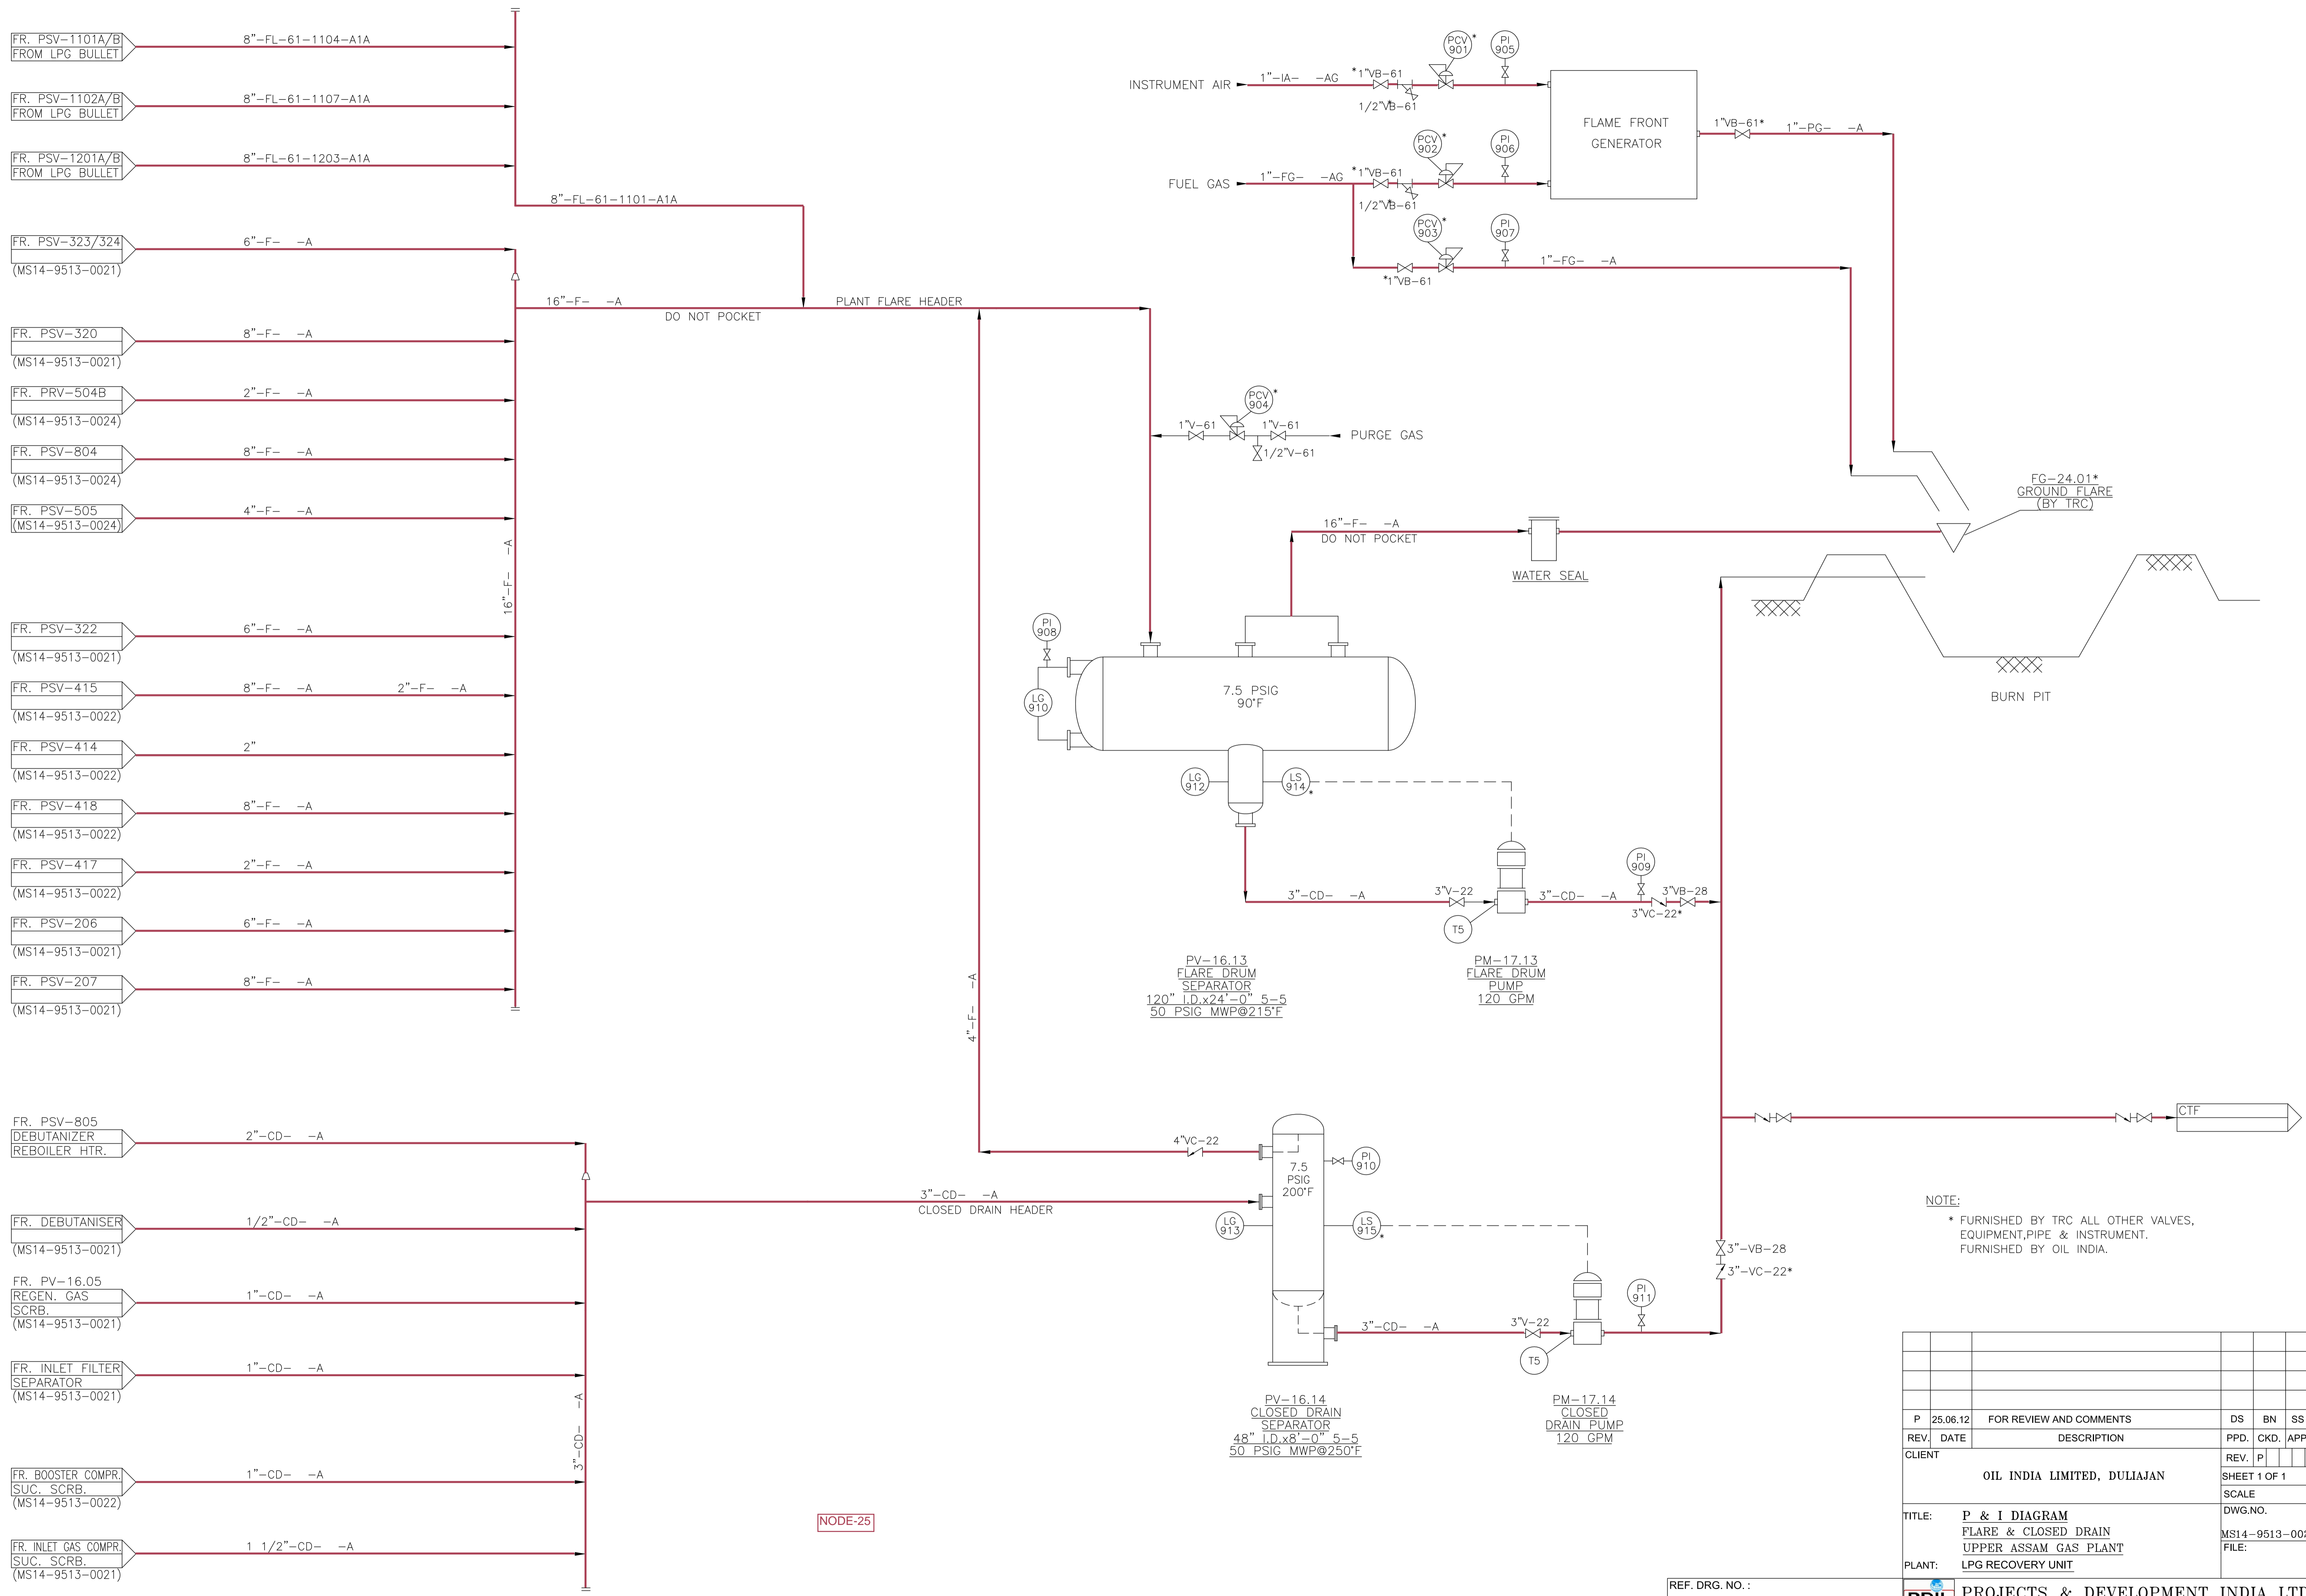 FR. PSV-1101A/B
FROM LPG BULLET
8"-FL-61-1104-A1A
FR. PSV-1102A/B
FROM LPG BULLET
8"-FL-61-1107-A1A
FR. PSV-1201A/B
FROM LPG BULLET
8"-FL-61-1203-A1A
8"-FL-61-1101-A1A
FR. PSV-323/324
(MS14-9513-0021)
6"-F- -A
16"-F- -A
DO NOT POCKET
PLANT FLARE HEADER
FR. PSV-320
(MS14-9513-0021)
8"-F- -A
FR. PRV-504B
(MS14-9513-0024)
2"-F- -A
FR. PSV-804
(MS14-9513-0024)
8"-F- -A
FR. PSV-505
(MS14-9513-0024)
4"-F- -A
16"-F- -A
FR. PSV-322
(MS14-9513-0021)
6"-F- -A
FR. PSV-415
(MS14-9513-0022)
8"-F- -A
2"-F- -A
FR. PSV-414
(MS14-9513-0022)
2"
FR. PSV-418
(MS14-9513-0022)
8"-F- -A
FR. PSV-417
(MS14-9513-0022)
2"-F- -A
FR. PSV-206
(MS14-9513-0021)
6"-F- -A
FR. PSV-207
(MS14-9513-0021)
8"-F- -A
4"-F- -A
FR. PSV-805
DEBUTANIZER
REBOILER HTR.
2"-CD- -A
FR. DEBUTANISER
(MS14-9513-0021)
1/2"-CD- -A
FR. PV-16.05
REGEN. GAS
SCRB.
(MS14-9513-0021)
1"-CD- -A
FR. INLET FILTER
SEPARATOR
(MS14-9513-0021)
1"-CD- -A
3"-CD- -A
FR. BOOSTER COMPR.
SUC. SCRB.
(MS14-9513-0022)
1"-CD- -A
FR. INLET GAS COMPR.
SUC. SCRB.
(MS14-9513-0021)
1 1/2"-CD- -A
3"-CD- -A
CLOSED DRAIN HEADER
NODE-25
INSTRUMENT AIR
1"-IA- -AG
*1"VB-61
1/2"VB-61
*
PCV
901
*
PI
905
FLAME FRONT
GENERATOR
1"VB-61*
1"-PG- -A
FUEL GAS
1"-FG- -AG
*1"VB-61
1/2"VB-61
*
PCV
902
*
PI
906
PCV
903
*
PI
907
*1"VB-61
1"-FG- -A
PCV
904
*
1"V-61
1"V-61
1/2"V-61
PURGE GAS
FG-24.01*
GROUND FLARE
(BY TRC)
16"-F- -A
DO NOT POCKET
WATER SEAL
BURN PIT
PI
908
LG
910
7.5 PSIG
90°F
LG
912
LS
914
*
3"-CD- -A
3"V-22
T5
3"-CD- -A
PI
909
3"VC-22*
3"VB-28
PV-16.13
FLARE DRUM
SEPARATOR
120" I.D.x24'-0" 5-5
50 PSIG MWP@215°F
PM-17.13
FLARE DRUM
PUMP
120 GPM
4"VC-22
7.5
PSIG
200°F
PI
910
LG
913
LS
915
*
3"-CD- -A
3"V-22
T5
PI
911
3"-VB-28
3"-VC-22*
PV-16.14
CLOSED DRAIN
SEPARATOR
48" I.D.x8'-0" 5-5
50 PSIG MWP@250°F
PM-17.14
CLOSED
DRAIN PUMP
120 GPM
CTF
NOTE:
* FURNISHED BY TRC ALL OTHER VALVES,
EQUIPMENT,PIPE & INSTRUMENT.
FURNISHED BY OIL INDIA.
P 25.06.12 FOR REVIEW AND COMMENTS DS BN SS
REV. DATE DESCRIPTION PPD. CKD. APP
CLIENT
OIL INDIA LIMITED, DULIAJAN
REV. P
SHEET 1 OF 1
SCALE
TITLE: P & I DIAGRAM
FLARE & CLOSED DRAIN
UPPER ASSAM GAS PLANT
PLANT: LPG RECOVERY UNIT
DWG.NO.
MS14-9513-00
FILE:
REF. DRG. NO. :
PDIL
PROJECTS & DEVELOPMENT INDIA LTD